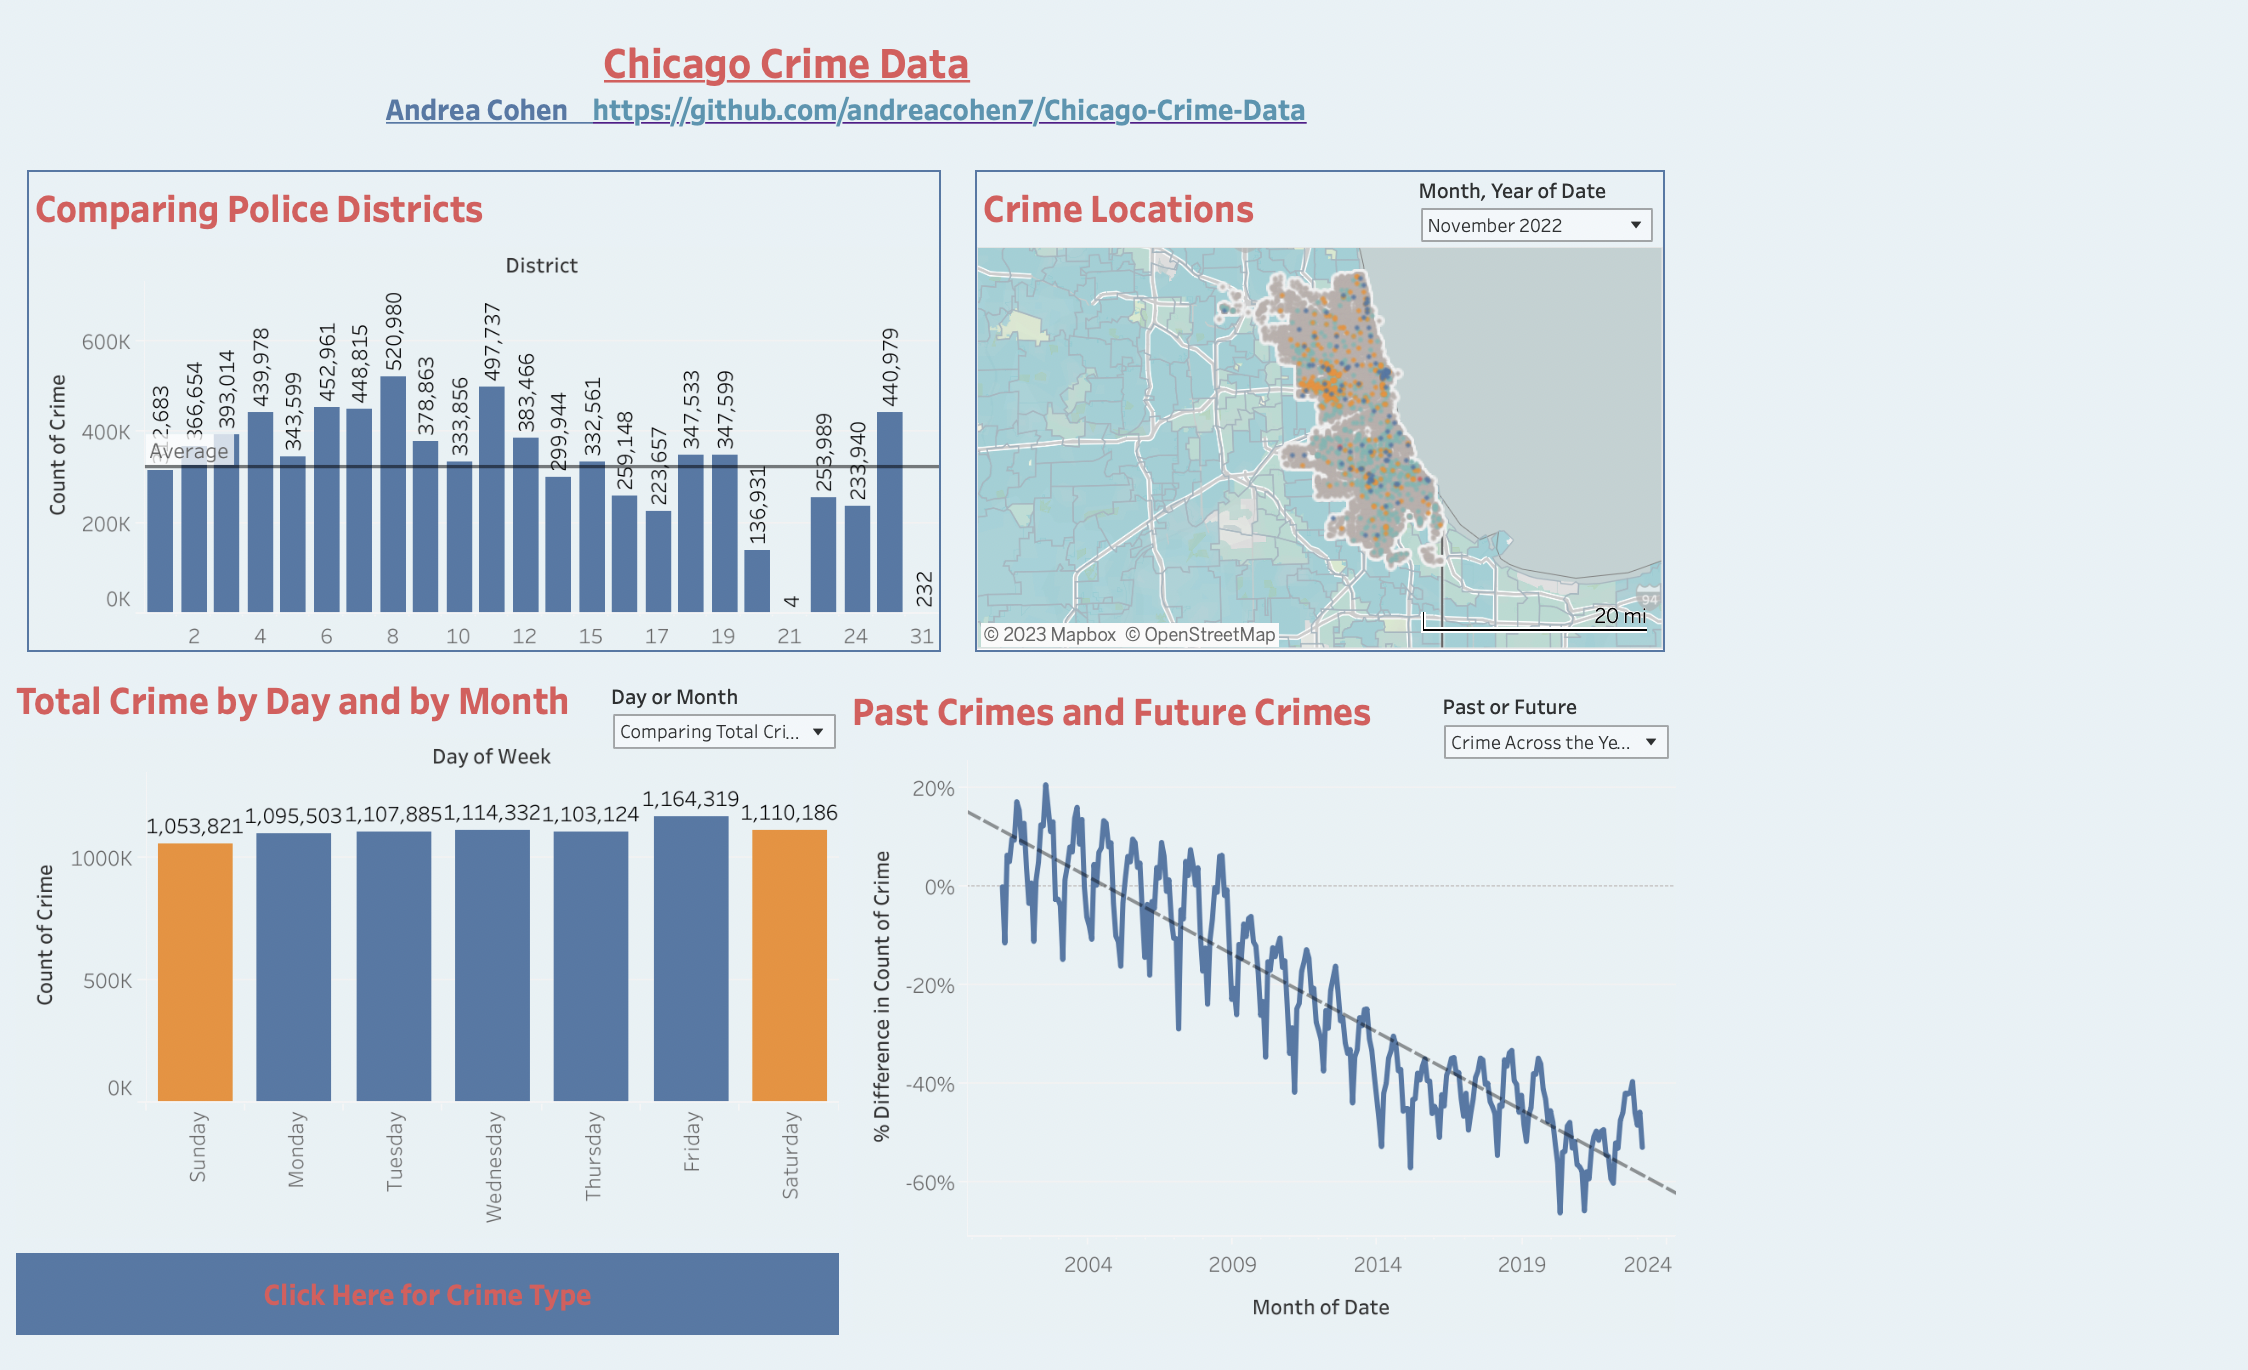 Chicago Crime Data
Andrea Cohen https://github.com/andreacohen7/Chicago-Crime-Data
Comparing Police Districts
District
Count of Crime
600K
400K
200K
0K
Average
366,654
393,014
439,978
343,599
452,961
448,815
520,980
378,863
333,856
497,737
383,466
299,944
332,561
259,148
223,657
347,533
347,599
136,931
4
253,989
233,940
440,979
232
2 4 6 8 10 12 15 17 19 21 24 31
Crime Locations
Month, Year of Date
November 2022
94
20 mi
© 2023 Mapbox © OpenStreetMap
Total Crime by Day and by Month
Day or Month
Comparing Total Cri...
Day of Week
Count of Crime
1000K
500K
0K
1,053,821
1,095,503
1,107,885
1,114,332
1,103,124
1,164,319
1,110,186
Sunday
Monday
Tuesday
Wednesday
Thursday
Friday
Saturday
Click Here for Crime Type
Past Crimes and Future Crimes
Past or Future
Crime Across the Ye...
% Difference in Count of Crime
20%
0%
-20%
-40%
-60%
2004 2009 2014 2019 2024
Month of Date